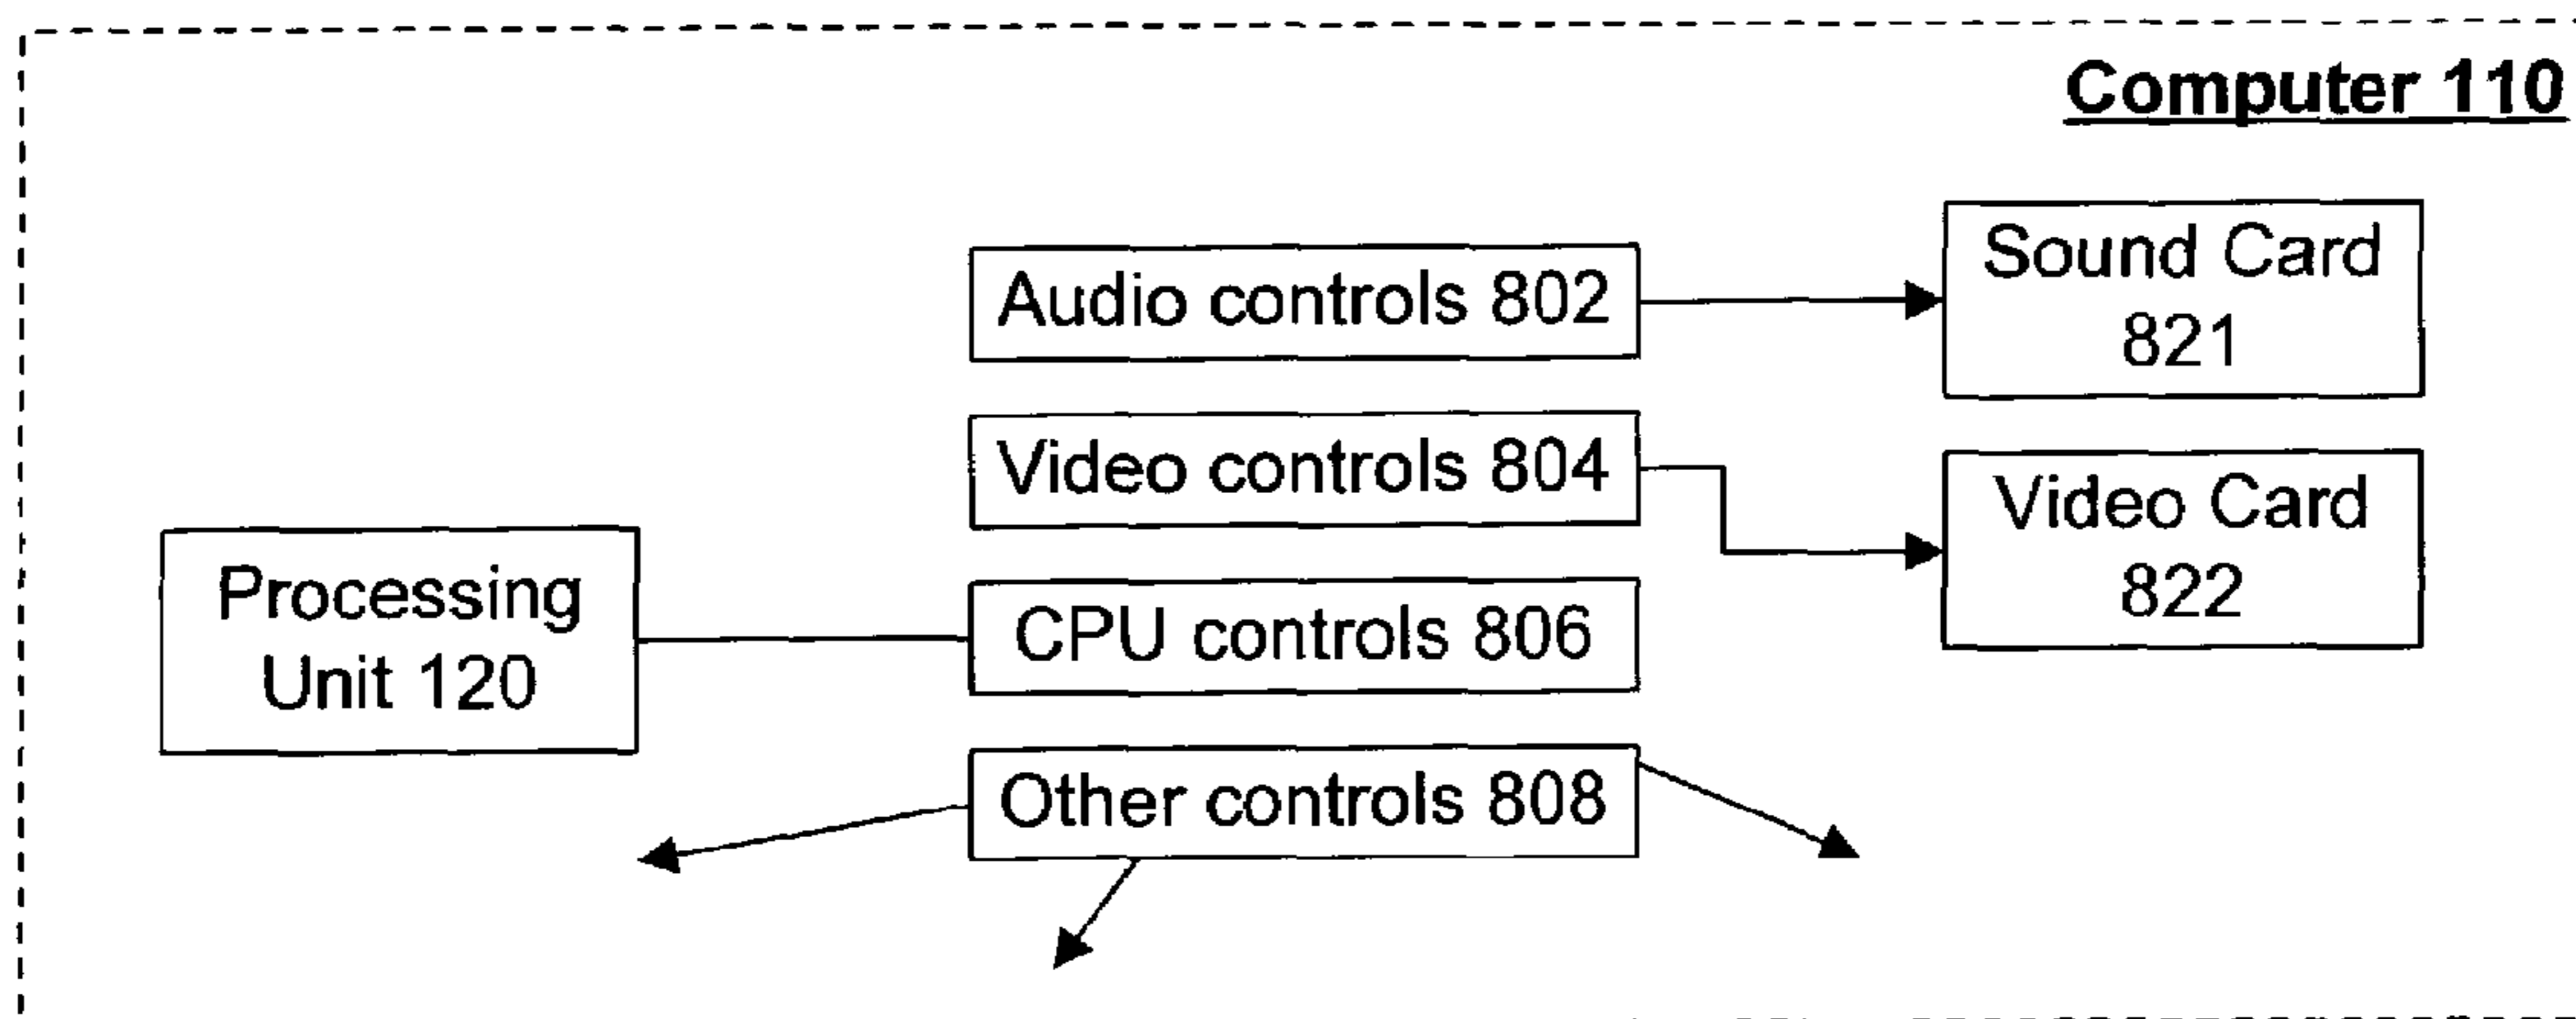 Computer 110
Audio controls 802
Sound Card
821
Video controls 804
Video Card
822
Processing
Unit 120
CPU controls 806
Other controls 808